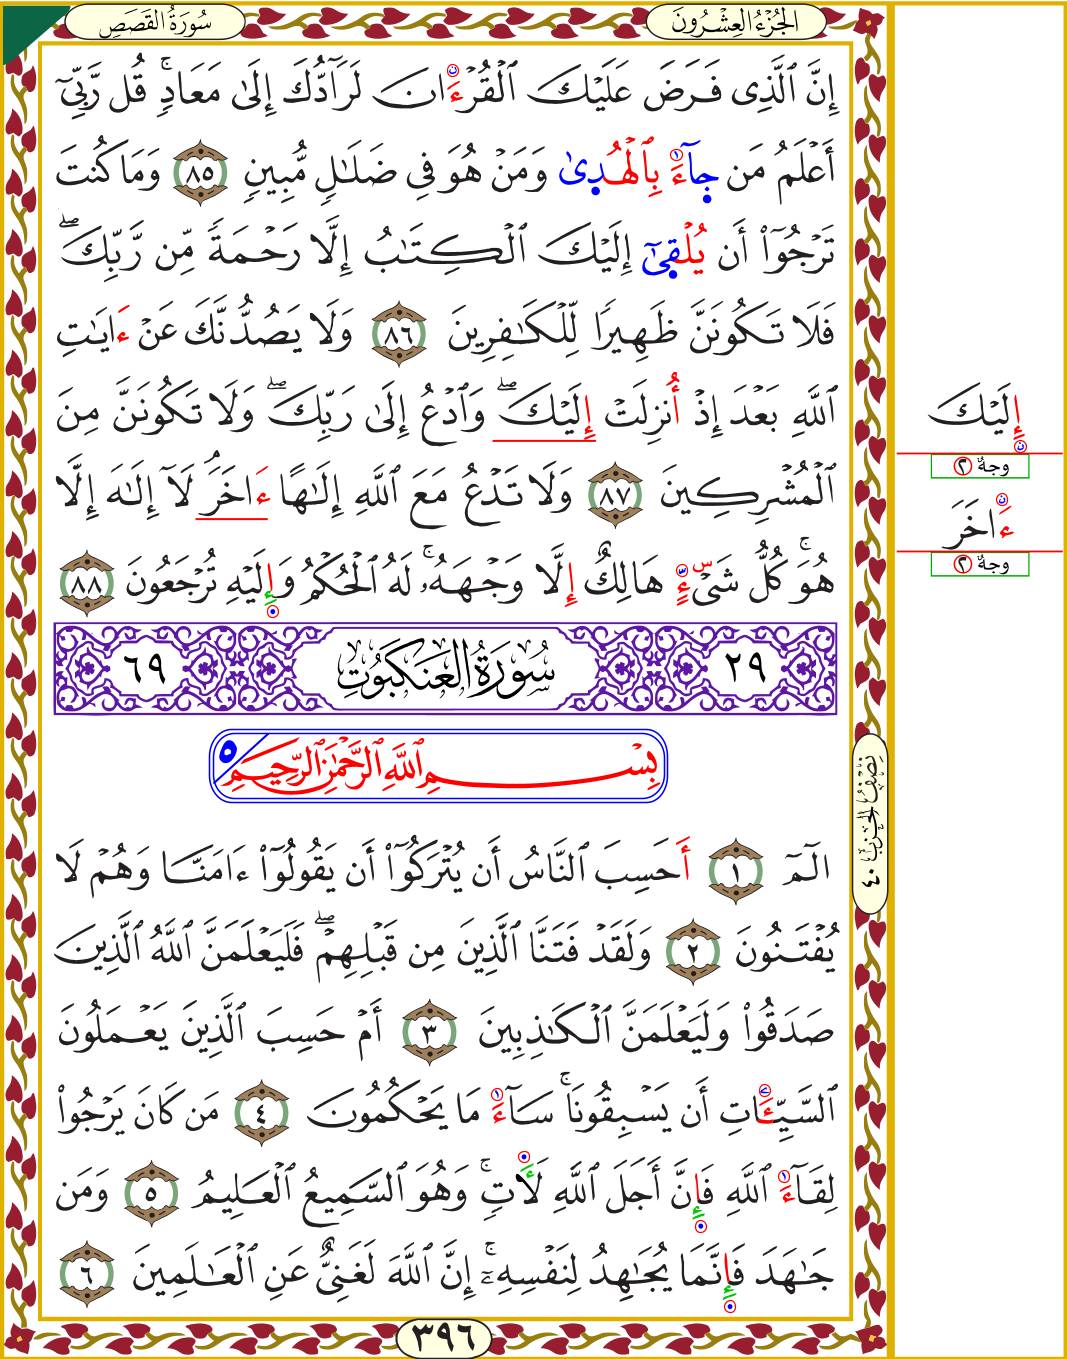 الجُزْءُ العِشْرُونَ
سُورَةُ القَصَصِ
إِنَّ ٱلَّذِى فَرَضَ عَلَيْكَ ٱلْقُرْءَانَ لَرَآدُّكَ إِلَىٰ مَعَادٍۚ قُل رَّبِّىٓ
أَعْلَمُ مَن جَآءَ بِٱلْهُدَىٰ وَمَنْ هُوَ فِى ضَلَٰلٍ مُّبِينٍ ٨٥ وَمَا كُنتَ
تَرْجُوٓا۟ أَن يُلْقَىٰٓ إِلَيْكَ ٱلْكِتَٰبُ إِلَّا رَحْمَةً مِّن رَّبِّكَۖ
فَلَا تَكُونَنَّ ظَهِيرًا لِّلْكَٰفِرِينَ ٨٦ وَلَا يَصُدُّنَّكَ عَنْ ءَايَٰتِ
ٱللَّهِ بَعْدَ إِذْ أُنزِلَتْ إِلَيْكَۖ وَٱدْعُ إِلَىٰ رَبِّكَۖ وَلَا تَكُونَنَّ مِنَ
ٱلْمُشْرِكِينَ ٨٧ وَلَا تَدْعُ مَعَ ٱللَّهِ إِلَٰهًا ءَاخَرَۘ لَآ إِلَٰهَ إِلَّا
هُوَۚ كُلُّ شَىْءٍ هَالِكٌ إِلَّا وَجْهَهُۥۚ لَهُ ٱلْحُكْمُ وَإِلَيْهِ تُرْجَعُونَ ٨٨
٢٩ سُورَةُ العَنكَبُوتِ ٦٩
بِسْمِ ٱللَّهِ ٱلرَّحْمَٰنِ ٱلرَّحِيمِ ٥
الٓمٓ ١ أَحَسِبَ ٱلنَّاسُ أَن يُتْرَكُوٓا۟ أَن يَقُولُوٓا۟ ءَامَنَّا وَهُمْ لَا
يُفْتَنُونَ ٢ وَلَقَدْ فَتَنَّا ٱلَّذِينَ مِن قَبْلِهِمْۖ فَلَيَعْلَمَنَّ ٱللَّهُ ٱلَّذِينَ
صَدَقُوا۟ وَلَيَعْلَمَنَّ ٱلْكَٰذِبِينَ ٣ أَمْ حَسِبَ ٱلَّذِينَ يَعْمَلُونَ
ٱلسَّيِّـَٔاتِ أَن يَسْبِقُونَاۚ سَآءَ مَا يَحْكُمُونَ ٤ مَن كَانَ يَرْجُوا۟
لِقَآءَ ٱللَّهِ فَإِنَّ أَجَلَ ٱللَّهِ لَأَتٍۚ وَهُوَ ٱلسَّمِيعُ ٱلْعَلِيمُ ٥ وَمَن
جَٰهَدَ فَإِنَّمَا يُجَٰهِدُ لِنَفْسِهِۦٓۚ إِنَّ ٱللَّهَ لَغَنِىٌّ عَنِ ٱلْعَٰلَمِينَ ٦
٣٩٦
إِلَيْكَ
وجهٌ ٢
ءَاخَرَ
وجهٌ ٢
نِصْفُ الحِزْبِ ٤٠